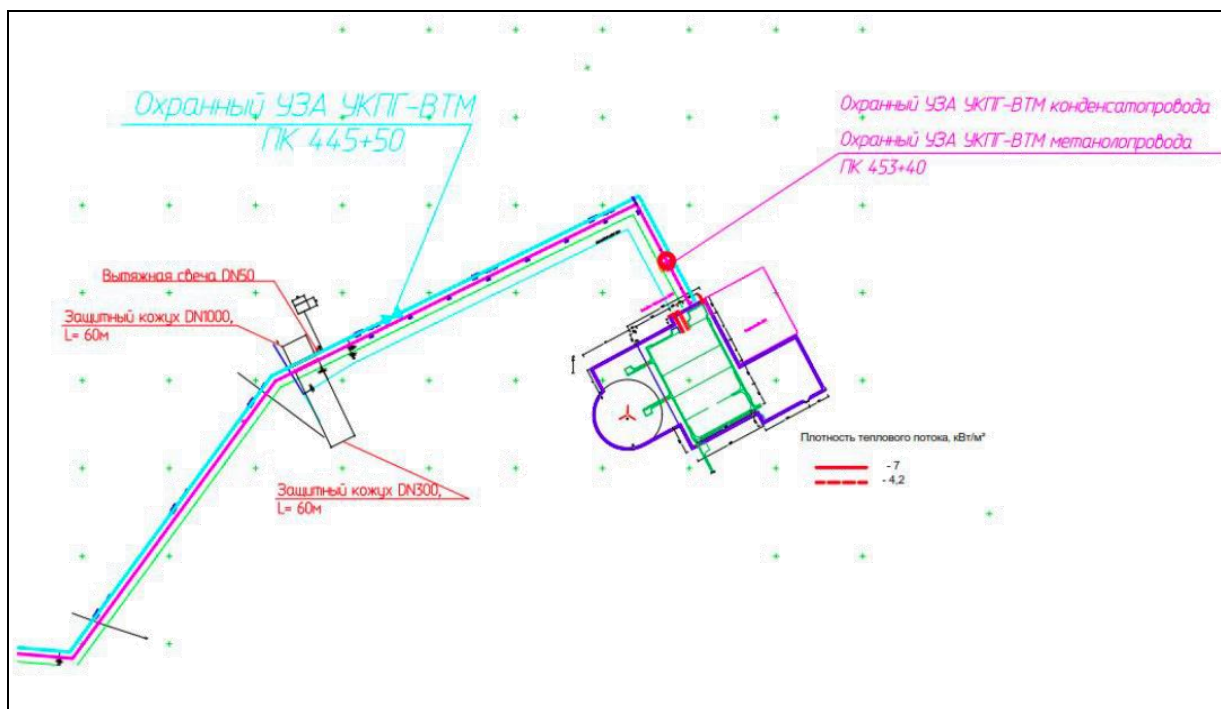 Охранный УЗА УКПГ-ВТМ
ПК 445+50
Охранный УЗА УКПГ-ВТМ конденсатопровода
Охранный УЗА УКПГ-ВТМ метанолопровода
ПК 453+40
Вытяжная свеча DN50
Защитный кожух DN1000,
L= 60м
Защитный кожух DN300,
L= 60м
Плотность теплового потока, кВт/м²
- 7
- 4,2